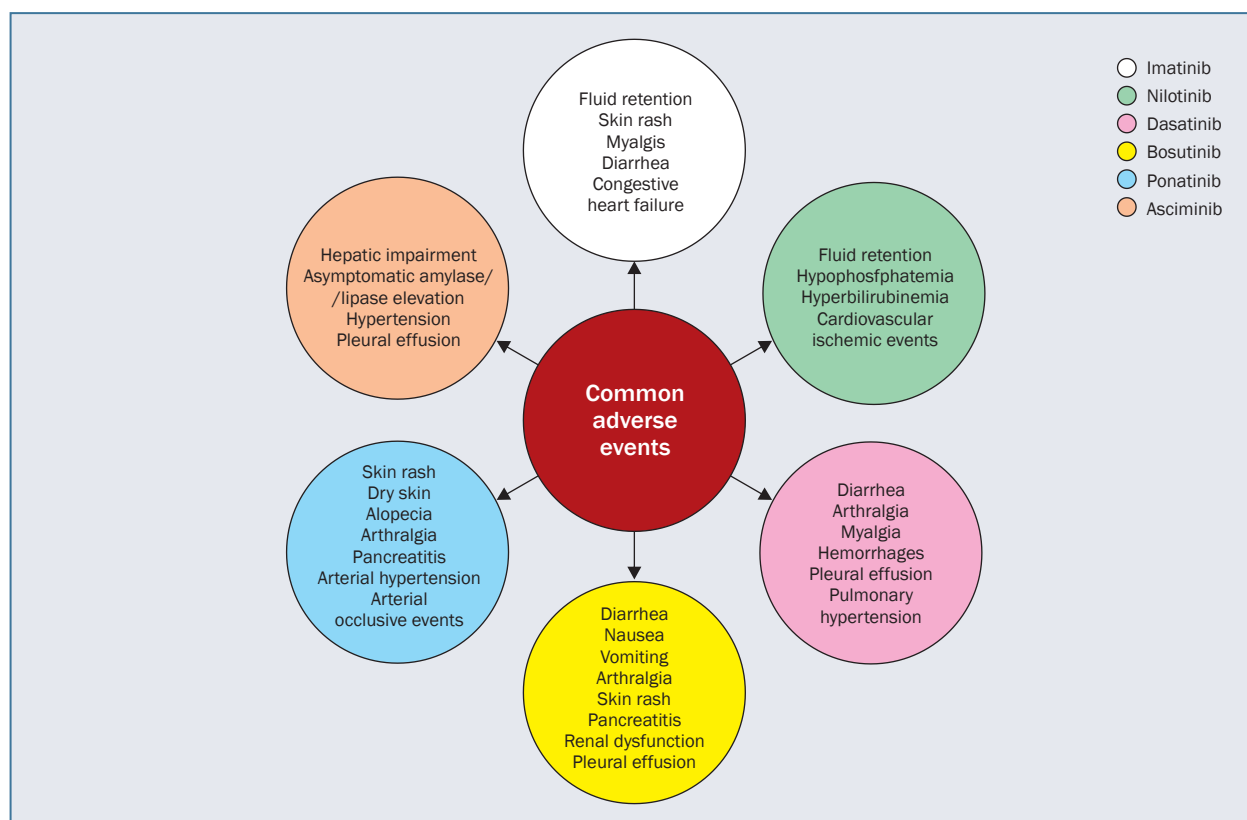 Fluid retention
Skin rash
Myalgis
Diarrhea
Congestive
heart failure
Imatinib
Nilotinib
Dasatinib
Bosutinib
Ponatinib
Asciminib
Hepatic impairment
Asymptomatic amylase/
/lipase elevation
Hypertension
Pleural effusion
Fluid retention
Hypophosfphatemia
Hyperbilirubinemia
Cardiovascular
ischemic events
Common
adverse
events
Skin rash
Dry skin
Alopecia
Arthralgia
Pancreatitis
Arterial hypertension
Arterial
occlusive events
Diarrhea
Arthralgia
Myalgia
Hemorrhages
Pleural effusion
Pulmonary
hypertension
Diarrhea
Nausea
Vomiting
Arthralgia
Skin rash
Pancreatitis
Renal dysfunction
Pleural effusion